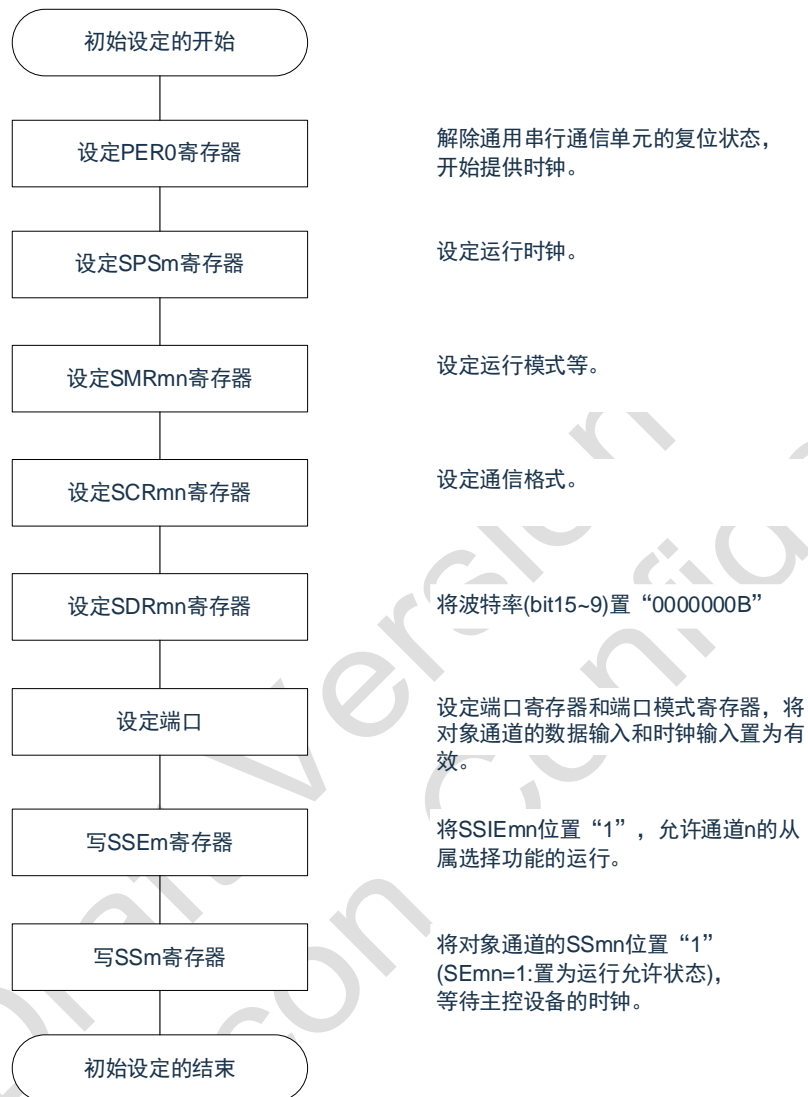 初始设定的开始
设定PER0寄存器
解除通用串行通信单元的复位状态，
开始提供时钟。
设定SPSm寄存器
设定运行时钟。
设定SMRmn寄存器
设定运行模式等。
设定SCRmn寄存器
设定通信格式。
设定SDRmn寄存器
将波特率(bit15~9)置“0000000B”
设定端口
设定端口寄存器和端口模式寄存器，将
对象通道的数据输入和时钟输入置为有
效。
写SSEm寄存器
将SSIEmn位置“1”，允许通道n的从
属选择功能的运行。
写SSm寄存器
将对象通道的SSmn位置“1”
(SEmn=1:置为运行允许状态)，
等待主控设备的时钟。
初始设定的结束